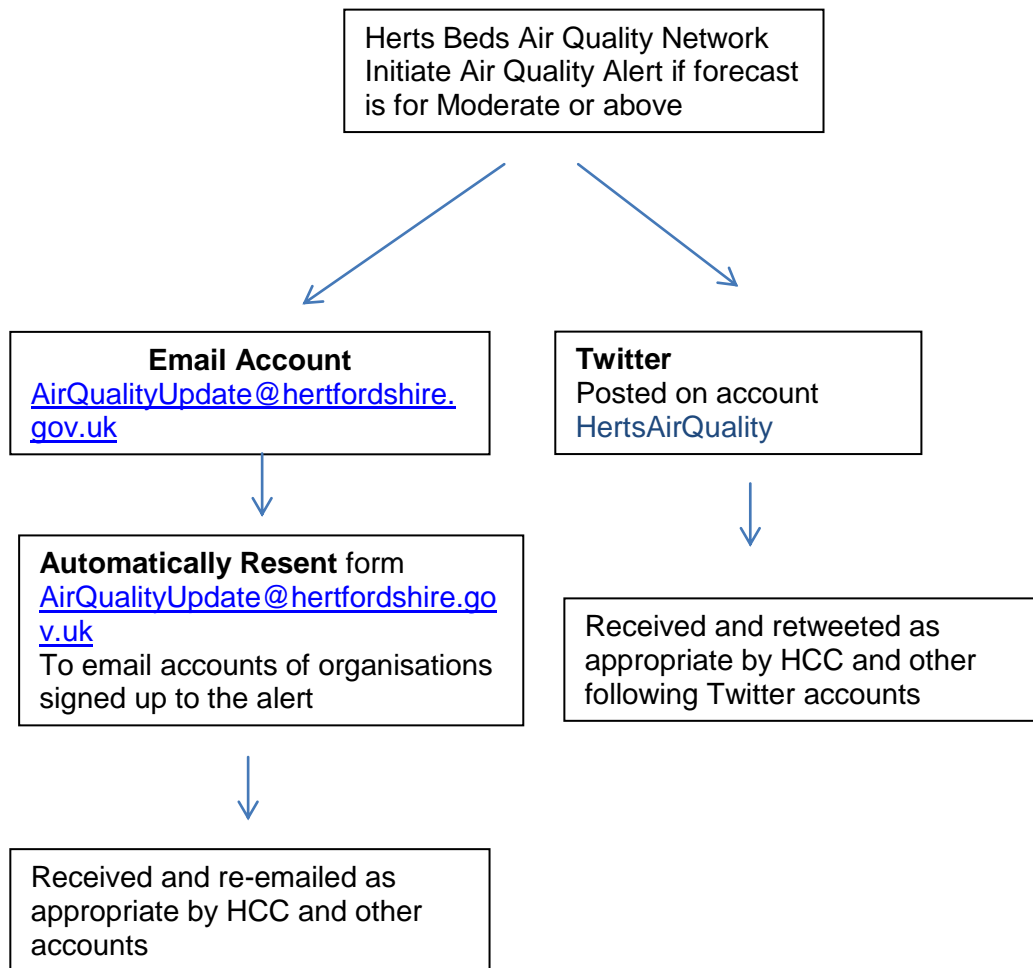 Herts Beds Air Quality Network
Initiate Air Quality Alert if forecast
is for Moderate or above
Email Account
AirQualityUpdate@hertfordshire.
gov.uk
Twitter
Posted on account
HertsAirQuality
Automatically Resent form
AirQualityUpdate@hertfordshire.go
v.uk
To email accounts of organisations
signed up to the alert
Received and retweeted as
appropriate by HCC and other
following Twitter accounts
Received and re-emailed as
appropriate by HCC and other
accounts